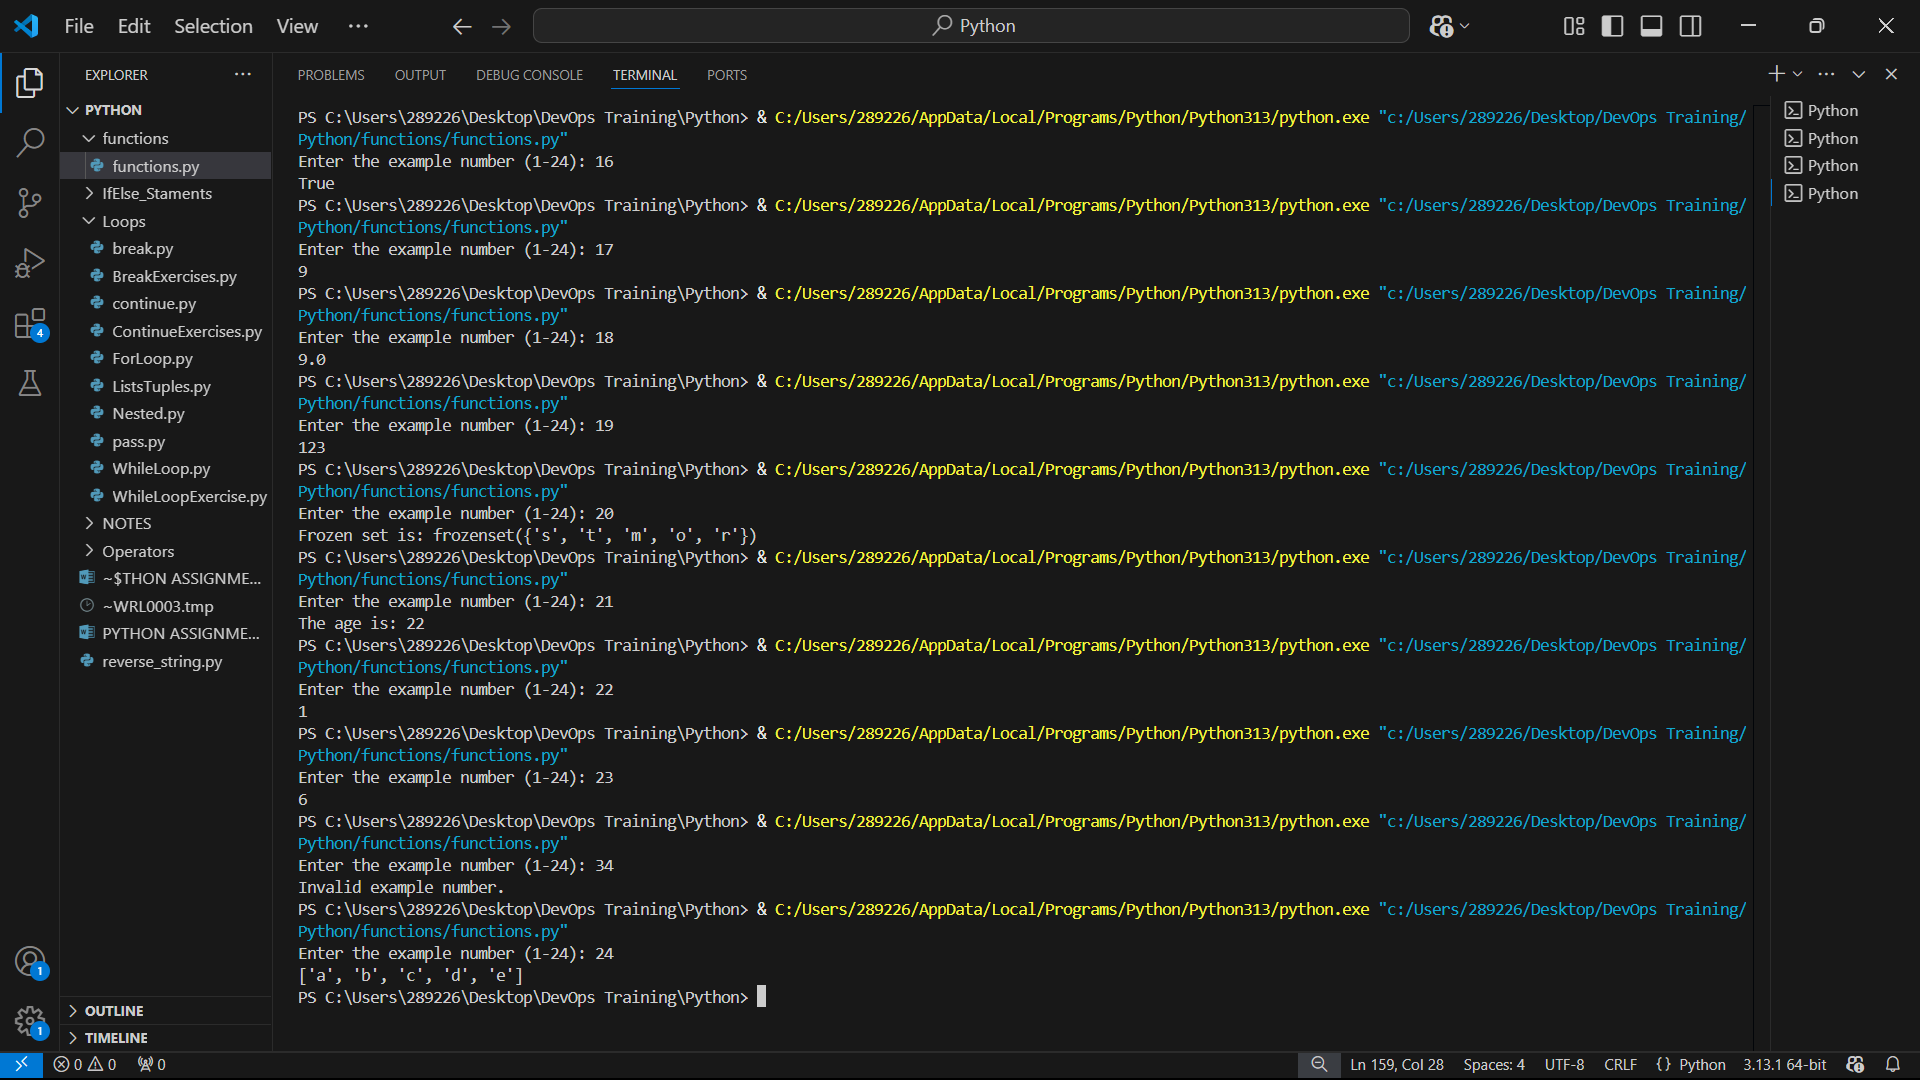 File Edit Selection View ··· Python
EXPLORER ···
PYTHON
functions
functions.py
IfElse_Staments
Loops
break.py
BreakExercises.py
continue.py
ContinueExercises.py
ForLoop.py
ListsTuples.py
Nested.py
pass.py
WhileLoop.py
WhileLoopExercise.py
NOTES
Operators
~$THON ASSIGNME...
~WRL0003.tmp
PYTHON ASSIGNME...
reverse_string.py
OUTLINE
TIMELINE
4
1
1
PROBLEMS OUTPUT DEBUG CONSOLE TERMINAL PORTS
PS C:\Users\289226\Desktop\DevOps Training\Python> & C:/Users/289226/AppData/Local/Programs/Python/Python313/python.exe "c:/Users/289226/Desktop/DevOps Training/
Python/functions/functions.py"
Enter the example number (1-24): 16
True
PS C:\Users\289226\Desktop\DevOps Training\Python> & C:/Users/289226/AppData/Local/Programs/Python/Python313/python.exe "c:/Users/289226/Desktop/DevOps Training/
Python/functions/functions.py"
Enter the example number (1-24): 17
9
PS C:\Users\289226\Desktop\DevOps Training\Python> & C:/Users/289226/AppData/Local/Programs/Python/Python313/python.exe "c:/Users/289226/Desktop/DevOps Training/
Python/functions/functions.py"
Enter the example number (1-24): 18
9.0
PS C:\Users\289226\Desktop\DevOps Training\Python> & C:/Users/289226/AppData/Local/Programs/Python/Python313/python.exe "c:/Users/289226/Desktop/DevOps Training/
Python/functions/functions.py"
Enter the example number (1-24): 19
123
PS C:\Users\289226\Desktop\DevOps Training\Python> & C:/Users/289226/AppData/Local/Programs/Python/Python313/python.exe "c:/Users/289226/Desktop/DevOps Training/
Python/functions/functions.py"
Enter the example number (1-24): 20
Frozen set is: frozenset({'s', 't', 'm', 'o', 'r'})
PS C:\Users\289226\Desktop\DevOps Training\Python> & C:/Users/289226/AppData/Local/Programs/Python/Python313/python.exe "c:/Users/289226/Desktop/DevOps Training/
Python/functions/functions.py"
Enter the example number (1-24): 21
The age is: 22
PS C:\Users\289226\Desktop\DevOps Training\Python> & C:/Users/289226/AppData/Local/Programs/Python/Python313/python.exe "c:/Users/289226/Desktop/DevOps Training/
Python/functions/functions.py"
Enter the example number (1-24): 22
1
PS C:\Users\289226\Desktop\DevOps Training\Python> & C:/Users/289226/AppData/Local/Programs/Python/Python313/python.exe "c:/Users/289226/Desktop/DevOps Training/
Python/functions/functions.py"
Enter the example number (1-24): 23
6
PS C:\Users\289226\Desktop\DevOps Training\Python> & C:/Users/289226/AppData/Local/Programs/Python/Python313/python.exe "c:/Users/289226/Desktop/DevOps Training/
Python/functions/functions.py"
Enter the example number (1-24): 34
Invalid example number.
PS C:\Users\289226\Desktop\DevOps Training\Python> & C:/Users/289226/AppData/Local/Programs/Python/Python313/python.exe "c:/Users/289226/Desktop/DevOps Training/
Python/functions/functions.py"
Enter the example number (1-24): 24
['a', 'b', 'c', 'd', 'e']
PS C:\Users\289226\Desktop\DevOps Training\Python>
Python
Python
Python
Python
0 0 0 Ln 159, Col 28 Spaces: 4 UTF-8 CRLF {} Python 3.13.1 64-bit